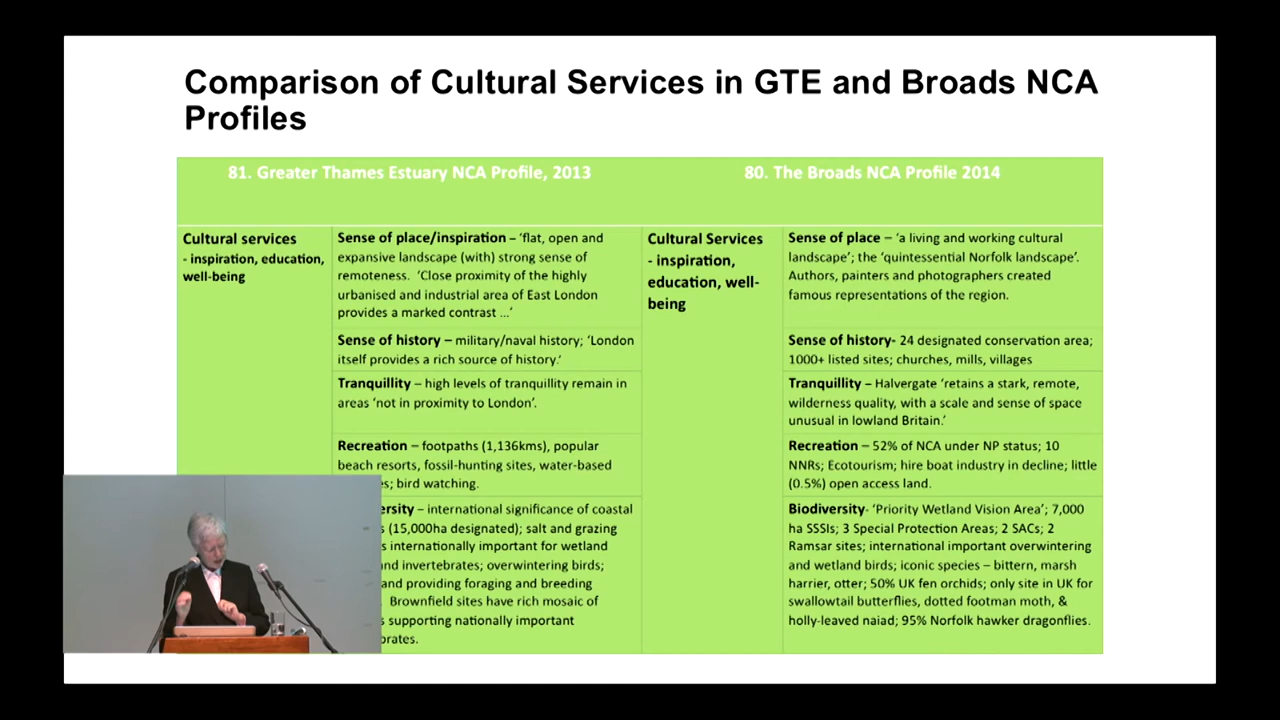 Comparison of Cultural Services in GTE and Broads NCA
Profiles
81. Greater Thames Estuary NCA Profile, 2013
80. The Broads NCA Profile 2014
Cultural services
- inspiration, education,
well-being
Sense of place/inspiration – ‘flat, open and
expansive landscape (with) strong sense of
remoteness. ‘Close proximity of the highly
urbanised and industrial area of East London
provides a marked contrast ...’
Sense of history – military/naval history; ‘London
itself provides a rich source of history.’
Tranquillity – high levels of tranquillity remain in
areas ‘not in proximity to London’.
Recreation – footpaths (1,136kms), popular
beach resorts, fossil-hunting sites, water-based
; bird watching.
– international significance of coastal
(15,000ha designated); salt and grazing
internationally important for wetland
and invertebrates; overwintering birds;
and providing foraging and breeding
Brownfield sites have rich mosaic of
supporting nationally important
Cultural Services
- inspiration,
education, well-
being
Sense of place – ‘a living and working cultural
landscape’; the ‘quintessential Norfolk landscape’.
Authors, painters and photographers created
famous representations of the region.
Sense of history- 24 designated conservation area;
1000+ listed sites; churches, mills, villages
Tranquillity – Halvergate ‘retains a stark, remote,
wilderness quality, with a scale and sense of space
unusual in lowland Britain.’
Recreation – 52% of NCA under NP status; 10
NNRs; Ecotourism; hire boat industry in decline; little
(0.5%) open access land.
Biodiversity- ‘Priority Wetland Vision Area’; 7,000
ha SSSIs; 3 Special Protection Areas; 2 SACs; 2
Ramsar sites; international important overwintering
and wetland birds; iconic species – bittern, marsh
harrier, otter; 50% UK fen orchids; only site in UK for
swallowtail butterflies, dotted footman moth, &
holly-leaved naiad; 95% Norfolk hawker dragonflies.